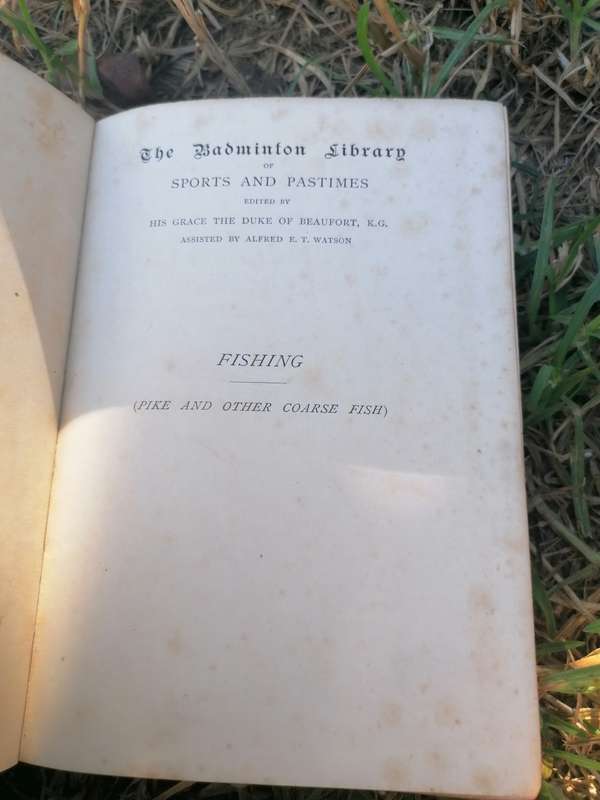 The Badminton Library
OF
SPORTS AND PASTIMES
EDITED BY
HIS GRACE THE DUKE OF BEAUFORT, K.G.
ASSISTED BY ALFRED E. T. WATSON
FISHING
(PIKE AND OTHER COARSE FISH)